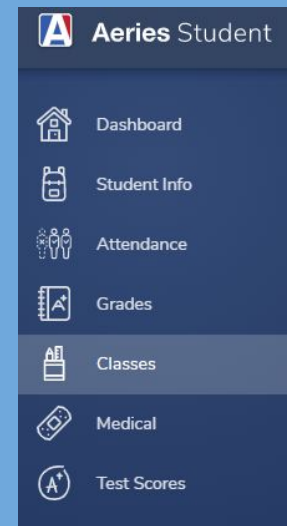 Aeries Student
Dashboard
Student Info
Attendance
Grades
Classes
Medical
Test Scores